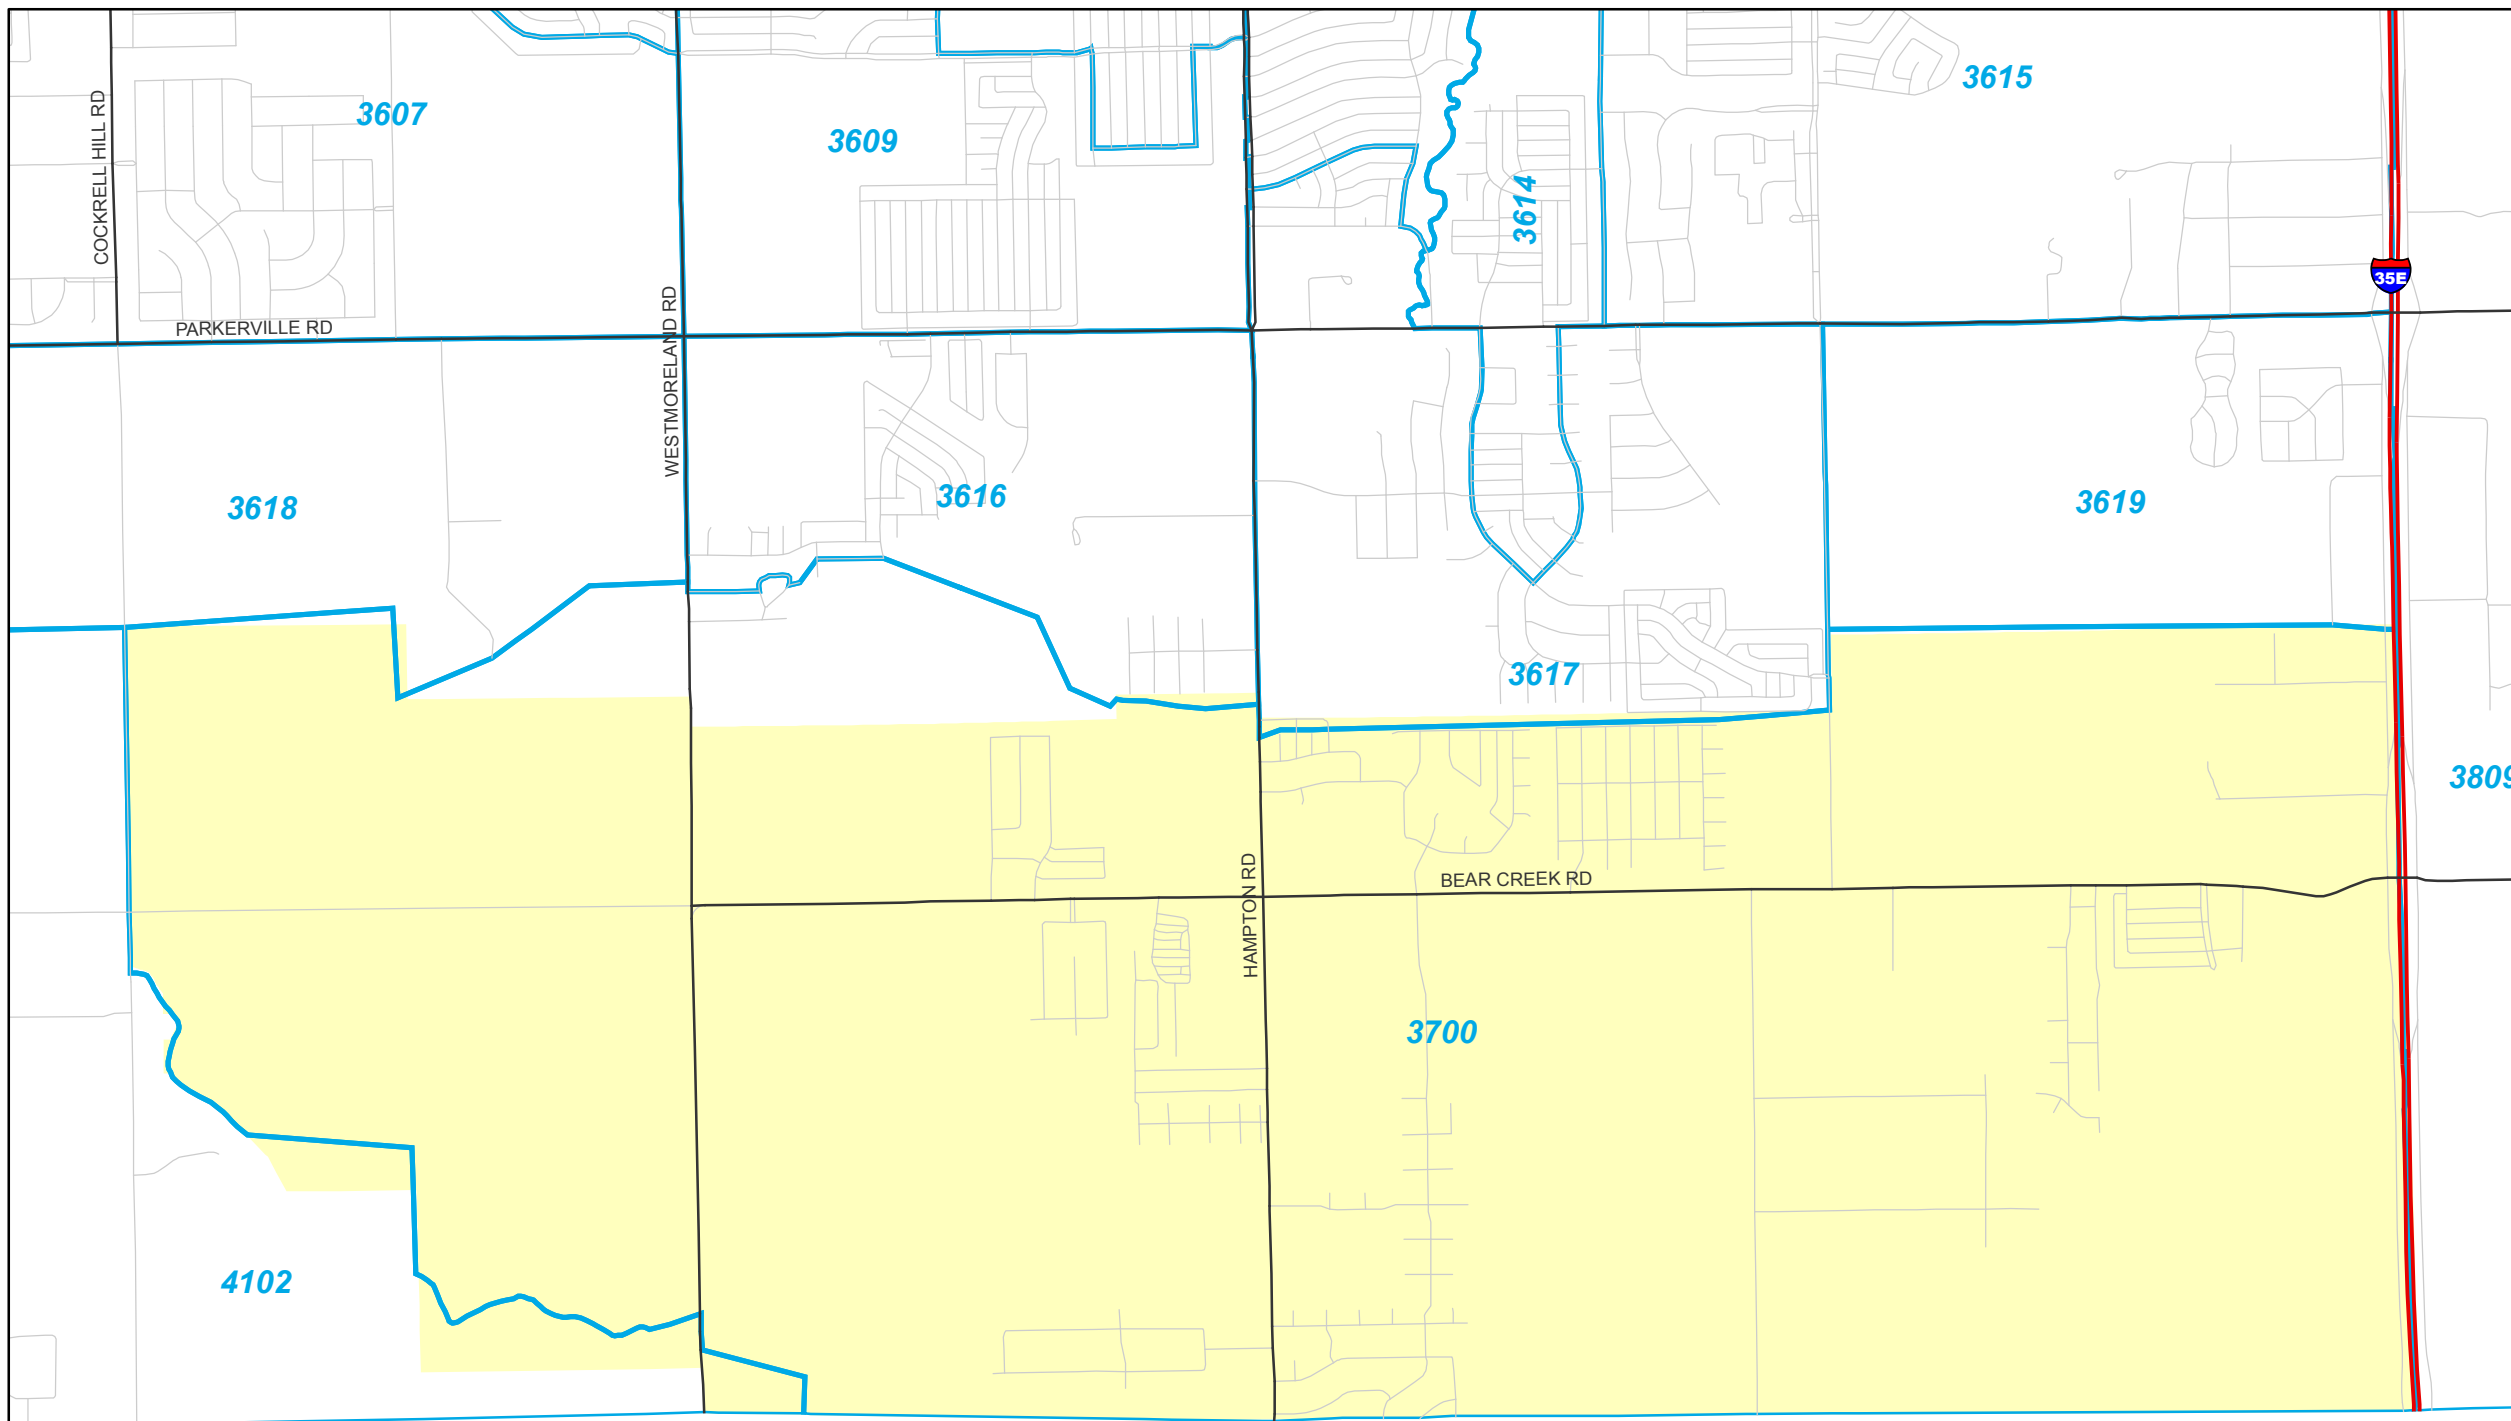 3615
3607
3609
COCKRELL HILL RD
3614
35E
PARKERVILLE RD
WESTMORELAND RD
3616
3619
3618
3617
3809
BEAR CREEK RD
HAMPTON RD
3700
4102